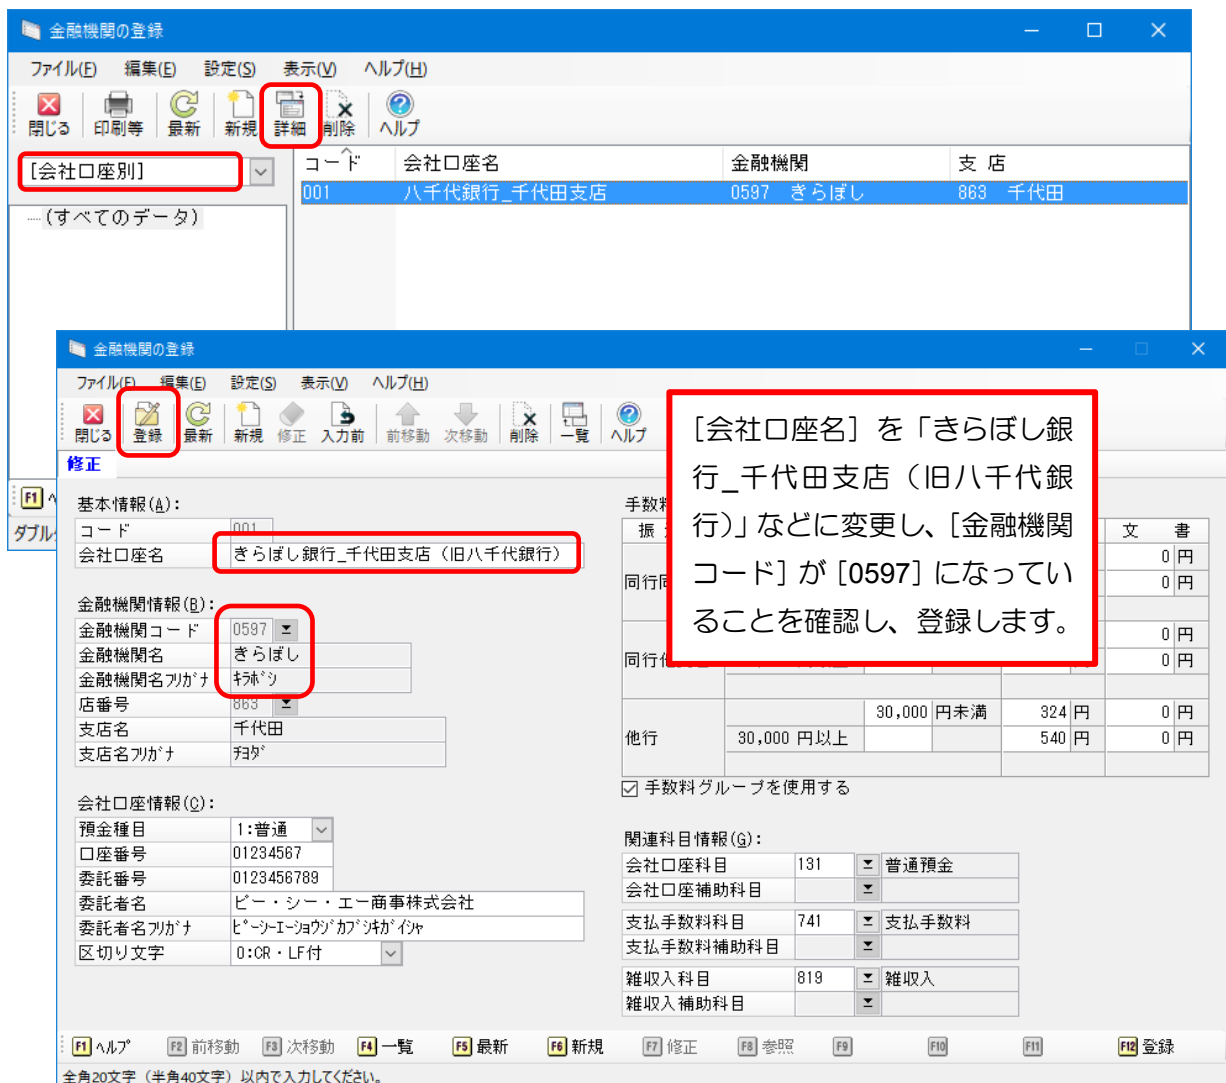 金融機関の登録
ファイル(F) 編集(E) 設定(S) 表示(V) ヘルプ(H)
閉じる 印刷等 最新 新規 詳細 削除 ヘルプ
[会社口座別]
コード 会社口座名 金融機関 支 店
001 八千代銀行_千代田支店 0597 きらぼし 863 千代田
(すべてのデータ)
金融機関の登録
ファイル(F) 編集(E) 設定(S) 表示(V) ヘルプ(H)
閉じる 登録 最新 新規 修正 入力前 前移動 次移動 削除 一覧 ヘルプ
[会社口座名] を「きらぼし銀
行_千代田支店(旧八千代銀
行)」などに変更し、[金融機関
コード] が [0597] になってい
ることを確認し、登録します。
修正
F1
ダブル
基本情報(A):
コード 001
会社口座名 きらぼし銀行_千代田支店(旧八千代銀行)
金融機関情報(B):
金融機関コード 0597
金融機関名 きらぼし
金融機関名フリガナ キラボシ
店番号 863
支店名 千代田
支店名フリガナ チヨダ
会社口座情報(C):
預金種目 1:普通
口座番号 01234567
委託番号 0123456789
委託者名 ビー・シー・エー商事株式会社
委託者名フリガナ ピーシーエーショウジカブシキガイシャ
区切り文字 0:CR・LF付
手数料
振 文 書
0 円
同行同 0 円
0 円
同行他 0 円
30,000 円未満 324 円 0 円
他行 30,000 円以上 540 円 0 円
手数料グループを使用する
関連科目情報(G):
会社口座科目 131 普通預金
会社口座補助科目
支払手数料科目 741 支払手数料
支払手数料補助科目
雑収入科目 819 雑収入
雑収入補助科目
F1 ヘルプ F2 前移動 F3 次移動 F4 一覧 F5 最新 F6 新規 F7 修正 F8 参照 F9 F10 F11 F12 登録
全角20文字(半角40文字)以内で入力してください。